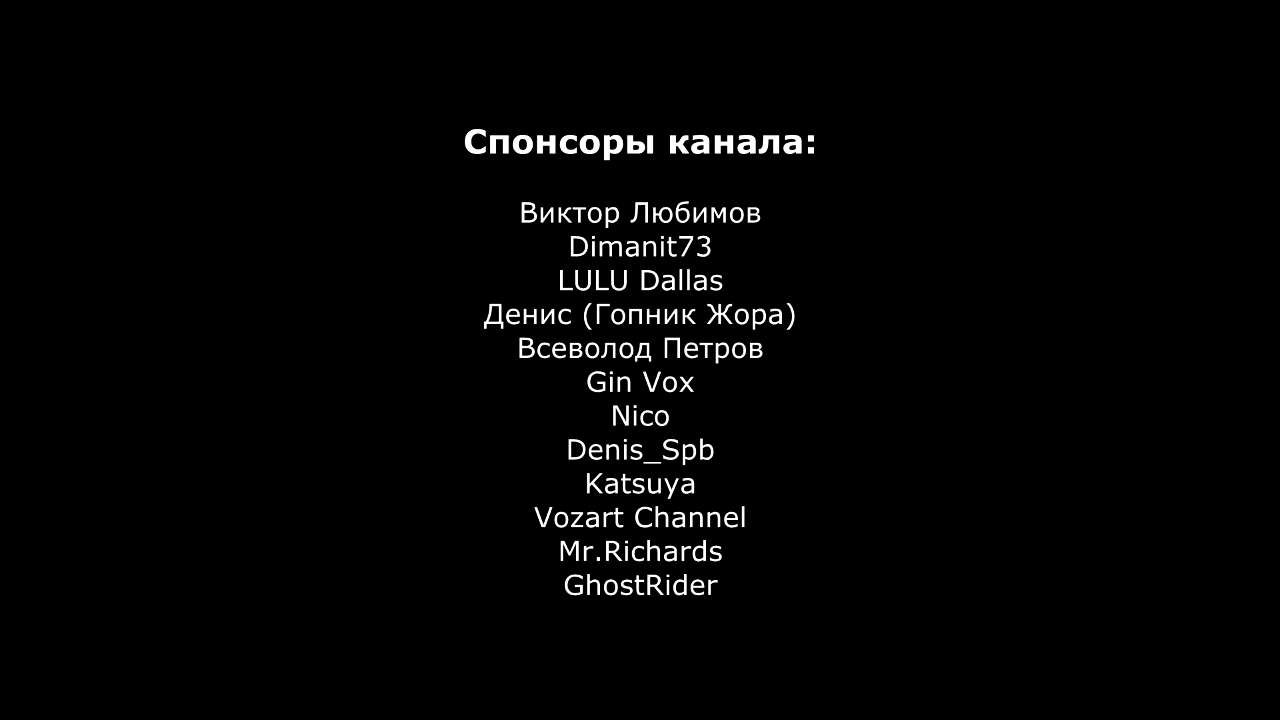 Спонсоры канала:
Виктор Любимов
Dimanit73
LULU Dallas
Денис (Гопник Жора)
Всеволод Петров
Gin Vox
Nico
Denis_Spb
Katsuya
Vozart Channel
Mr.Richards
GhostRider